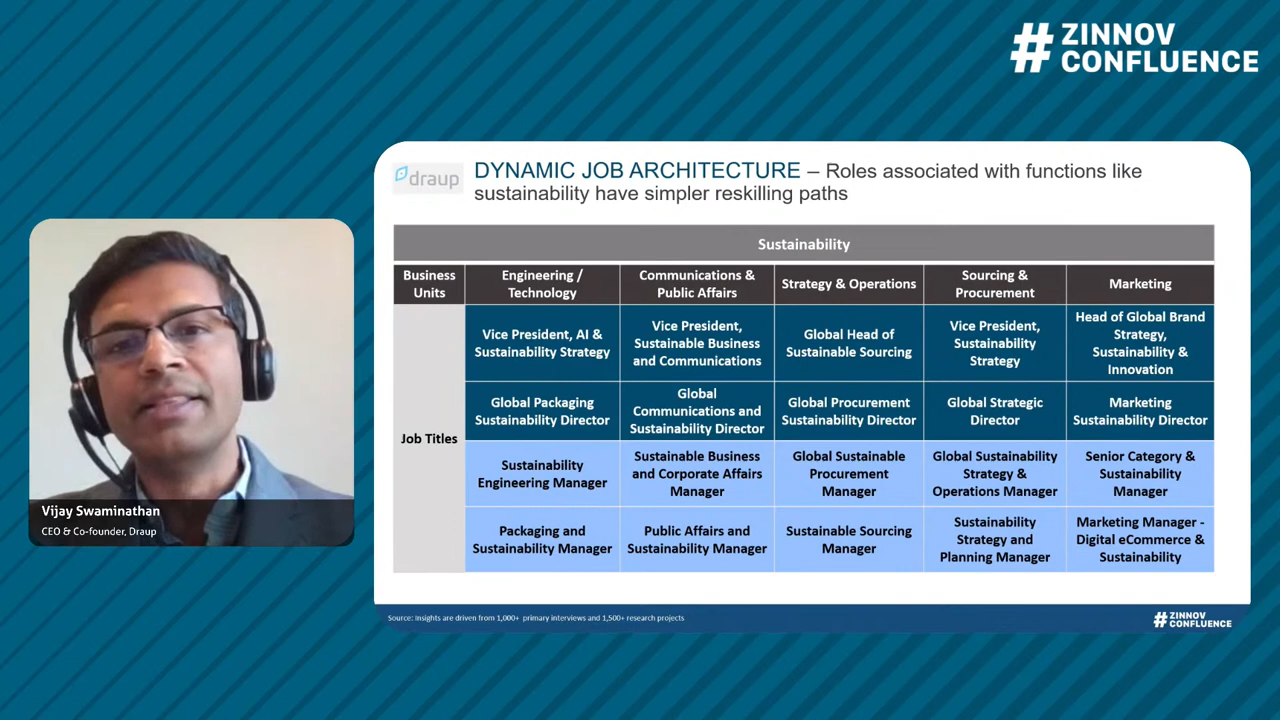 # ZINNOV
CONFLUENCE
draup
DYNAMIC JOB ARCHITECTURE – Roles associated with functions like
sustainability have simpler reskilling paths
Sustainability
Business
Units
Engineering /
Technology
Communications &
Public Affairs
Strategy & Operations
Sourcing &
Procurement
Marketing
Job Titles
Vice President, AI &
Sustainability Strategy
Vice President,
Sustainable Business
and Communications
Global Head of
Sustainable Sourcing
Vice President,
Sustainability
Strategy
Head of Global Brand
Strategy,
Sustainability &
Innovation
Global Packaging
Sustainability Director
Global
Communications and
Sustainability Director
Global Procurement
Sustainability Director
Global Strategic
Director
Marketing
Sustainability Director
Sustainability
Engineering Manager
Sustainable Business
and Corporate Affairs
Manager
Global Sustainable
Procurement
Manager
Global Sustainability
Strategy &
Operations Manager
Senior Category &
Sustainability
Manager
Packaging and
Sustainability Manager
Public Affairs and
Sustainability Manager
Sustainable Sourcing
Manager
Sustainability
Strategy and
Planning Manager
Marketing Manager -
Digital eCommerce &
Sustainability
Vijay Swaminathan
CEO & Co-founder, Draup
Source: Insights are driven from 1,000+ primary interviews and 1,500+ research projects
# ZINNOV
CONFLUENCE